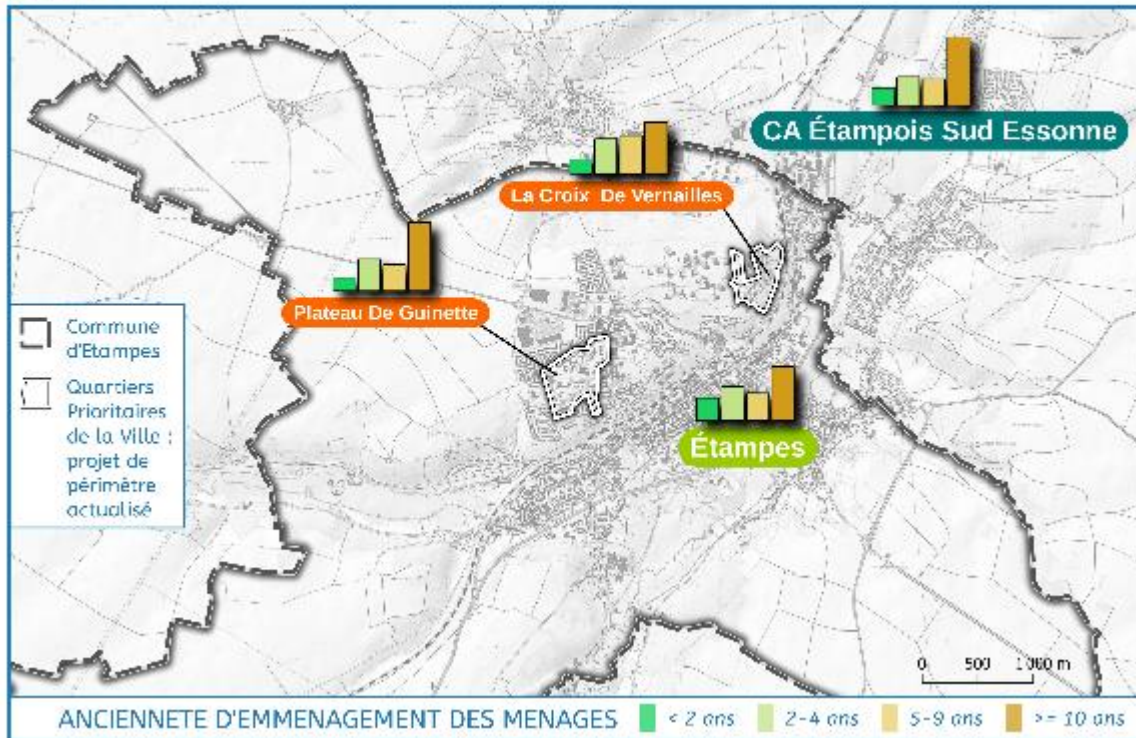 CA Étampois Sud Essonne
La Croix De Vernailles
Plateau De Guinette
Étampes
Commune
d'Etampes
Quartiers
Prioritaires
de la Ville :
projet de
périmètre
actualisé
0 500 1 000 m
ANCIENNETE D'EMMENAGEMENT DES MENAGES < 2 ans 2-4 ans 5-9 ans >= 10 ans